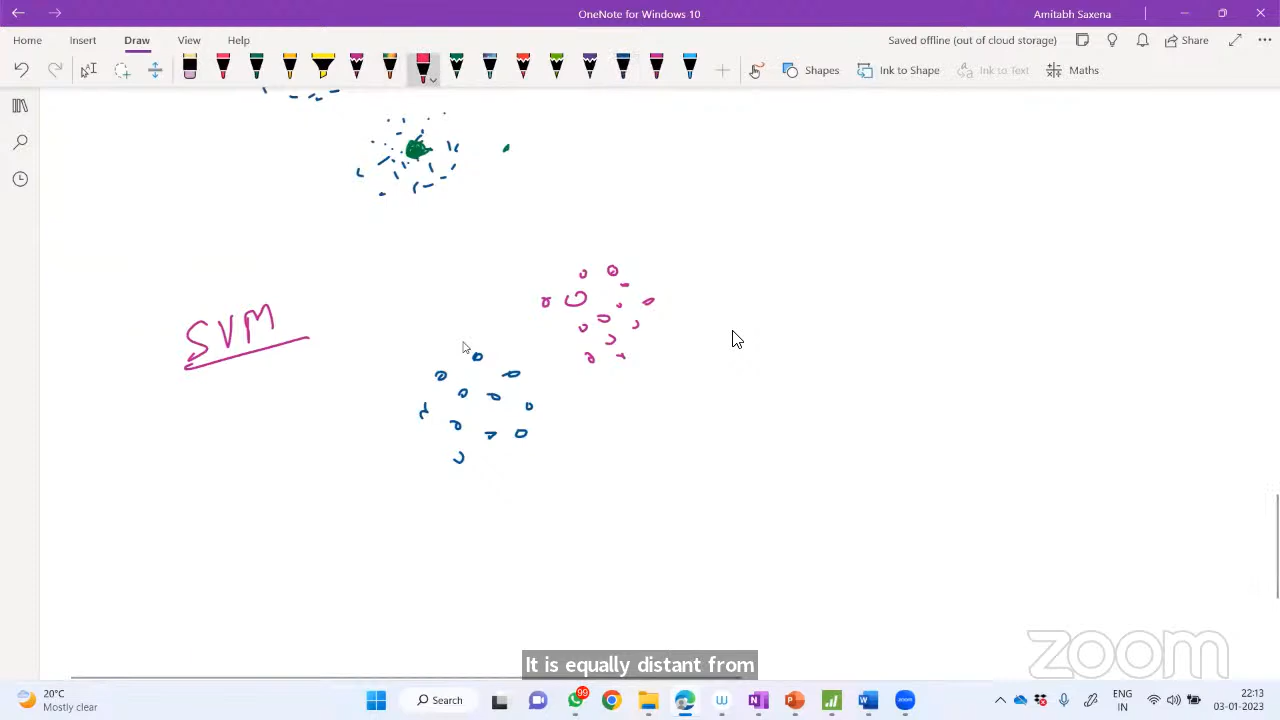 OneNote for Windows 10
Amitabh Saxena
Home Insert Draw View Help
Saved offline (out of cloud storage)
Share
Shapes
Ink to Shape
Ink to Text
Maths
SVM
It is equally distant from
zoom
20°C
Mostly clear
Search
99
ENG
IN
22:13
03-01-2023